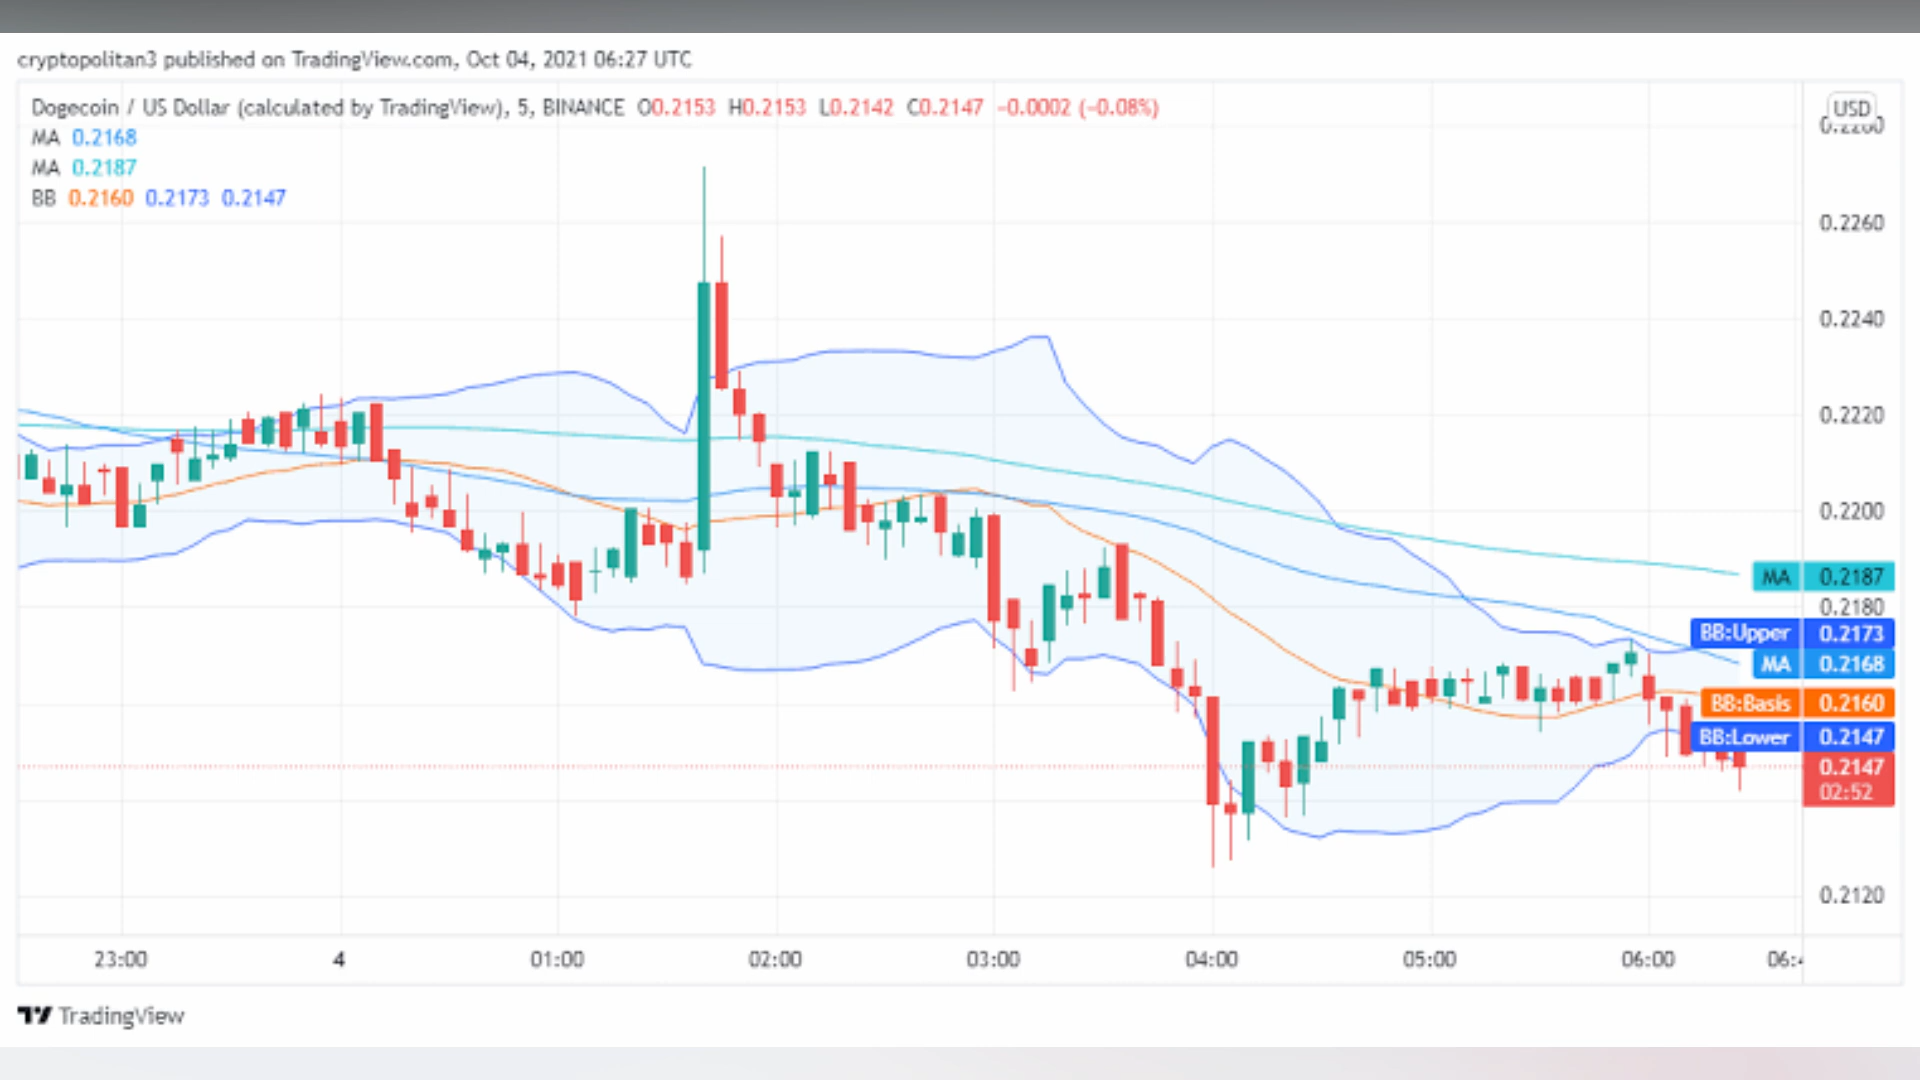 cryptopolitan3 published on TradingView.com, Oct 04, 2021 06:27 UTC
Dogecoin / US Dollar (calculated by TradingView), 5, BINANCE O0.2153 H0.2153 L0.2142 C0.2147 −0.0002 (−0.08%)
USD
MA 0.2168
MA 0.2187
BB 0.2160 0.2173 0.2147
0.2260
0.2240
0.2220
0.2200
MA 0.2187
0.2180
BB:Upper 0.2173
MA 0.2168
BB:Basis 0.2160
BB:Lower 0.2147
0.2147
02:52
0.2120
23:00 4 01:00 02:00 03:00 04:00 05:00 06:00
TradingView